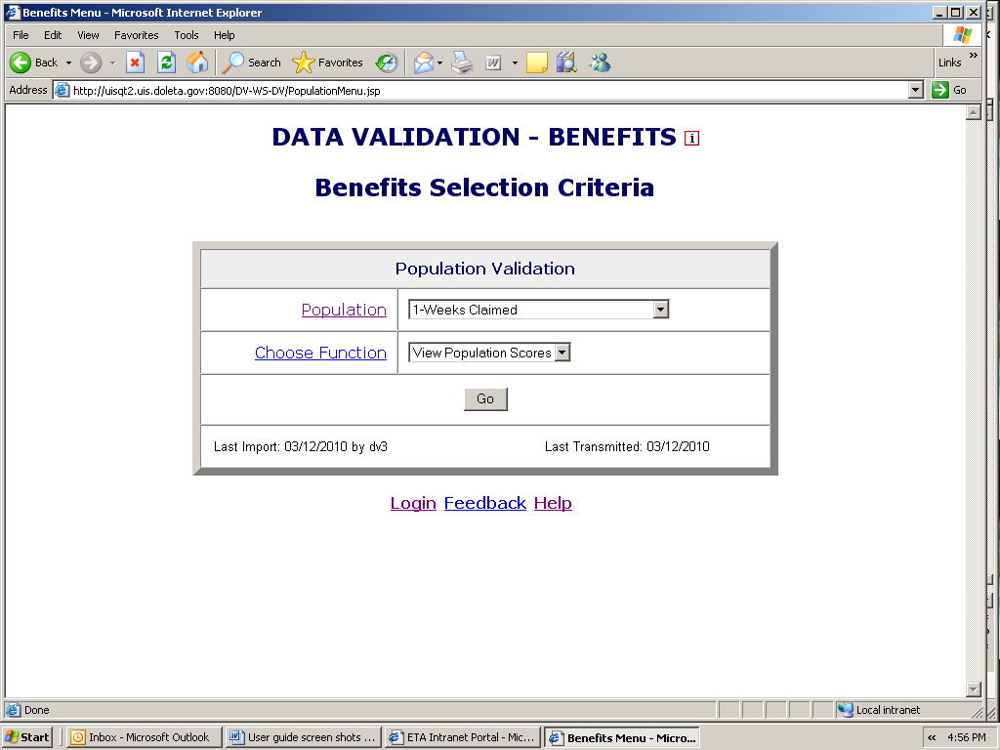 Benefits Menu - Microsoft Internet Explorer
File Edit View Favorites Tools Help
Back Search Favorites W Links »
Address http://uisqt2.uis.doleta.gov:8080/DV-WS-DV/PopulationMenu.jsp Go
DATA VALIDATION - BENEFITS i
Benefits Selection Criteria
Population Validation
Population 1-Weeks Claimed
Choose Function View Population Scores
Go
Last Import: 03/12/2010 by dv3 Last Transmitted: 03/12/2010
Login Feedback Help
Done Local intranet
Start Inbox - Microsoft Outlook User guide screen shots ... ETA Intranet Portal - Mic... Benefits Menu - Micro... « 4:56 PM